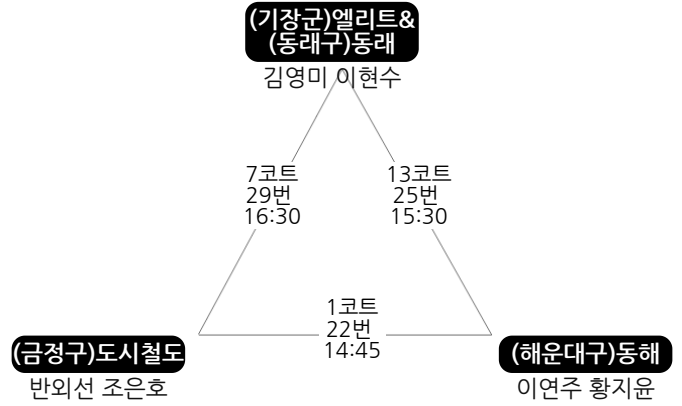 (기장군)엘리트&
(동래구)동래
김영미 이현수
7코트
29번
16:30
13코트
25번
15:30
1코트
22번
14:45
(금정구)도시철도
반외선 조은호
(해운대구)동해
이연주 황지윤